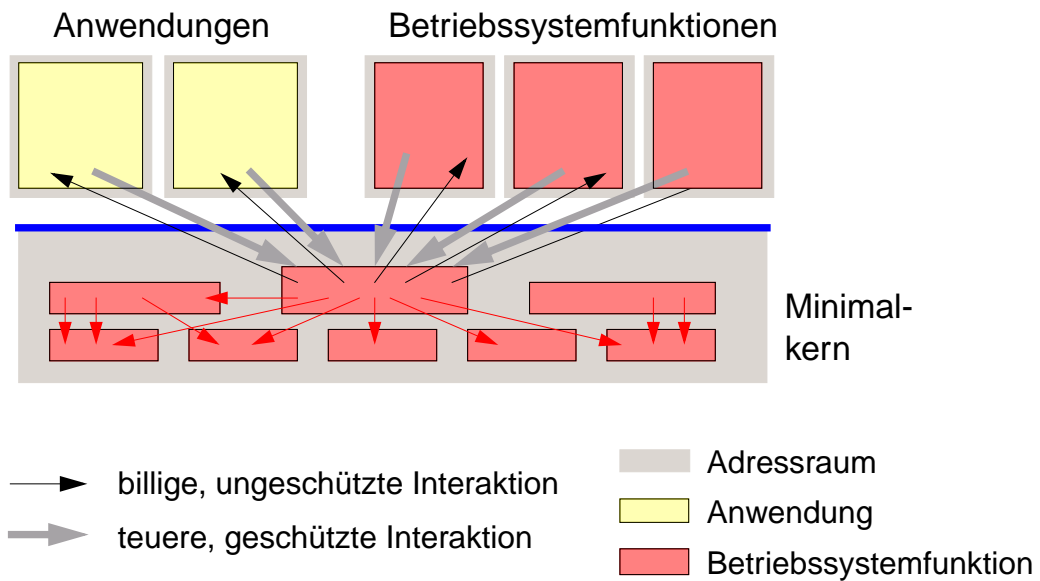 Anwendungen
Betriebssystemfunktionen
Minimal-
kern
billige, ungeschützte Interaktion
teuere, geschützte Interaktion
Adressraum
Anwendung
Betriebssystemfunktion